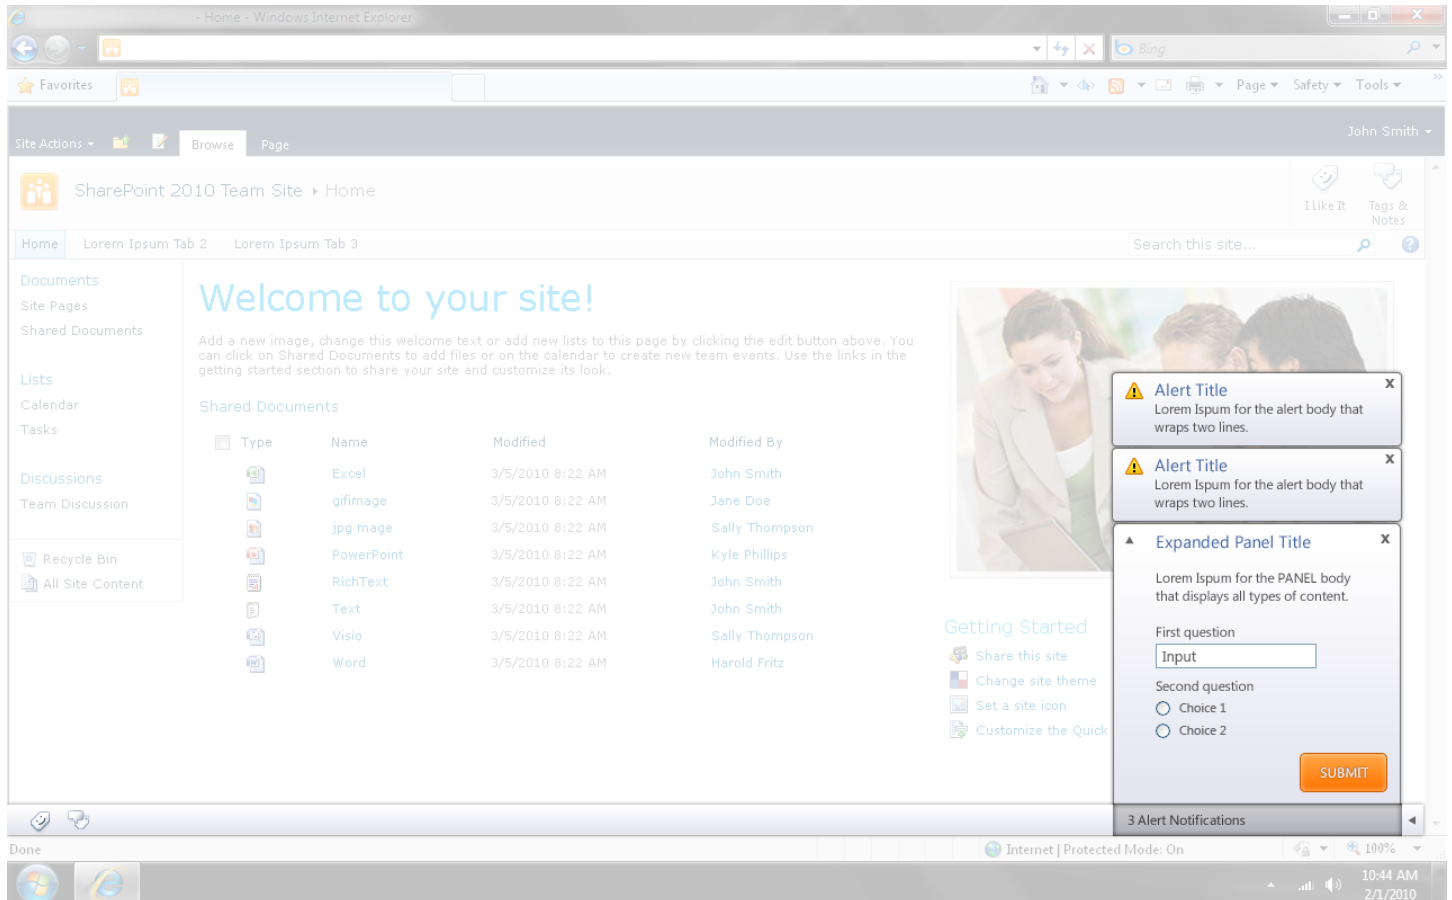 - Home - Windows Internet Explorer
Bing
Favorites
Page Safety Tools
John Smith
Site Actions Browse Page
SharePoint 2010 Team Site Home
I Like It
Tags &
Notes
Home Lorem Ipsum Tab 2 Lorem Ipsum Tab 3
Search this site...
Documents
Site Pages
Shared Documents
Lists
Calendar
Tasks
Discussions
Team Discussion
Recycle Bin
All Site Content
Welcome to your site!
Add a new image, change this welcome text or add new lists to this page by clicking the edit button above. You
can click on Shared Documents to add files or on the calendar to create new team events. Use the links in the
getting started section to share your site and customize its look.
Shared Documents
Type Name Modified Modified By
Excel 3/5/2010 8:22 AM John Smith
gifimage 3/5/2010 8:22 AM Jane Doe
jpg mage 3/5/2010 8:22 AM Sally Thompson
PowerPoint 3/5/2010 8:22 AM Kyle Phillips
RichText 3/5/2010 8:22 AM John Smith
Text 3/5/2010 8:22 AM John Smith
Visio 3/5/2010 8:22 AM Sally Thompson
Word 3/5/2010 8:22 AM Harold Fritz
Getting Started
Share this site
Change site theme
Set a site icon
Customize the Quick
Alert Title
Lorem Ispum for the alert body that
wraps two lines.
Alert Title
Lorem Ispum for the alert body that
wraps two lines.
Expanded Panel Title
Lorem Ispum for the PANEL body
that displays all types of content.
First question
Input
Second question
Choice 1
Choice 2
SUBMIT
3 Alert Notifications
Done
Internet | Protected Mode: On
100%
10:44 AM
2/1/2010